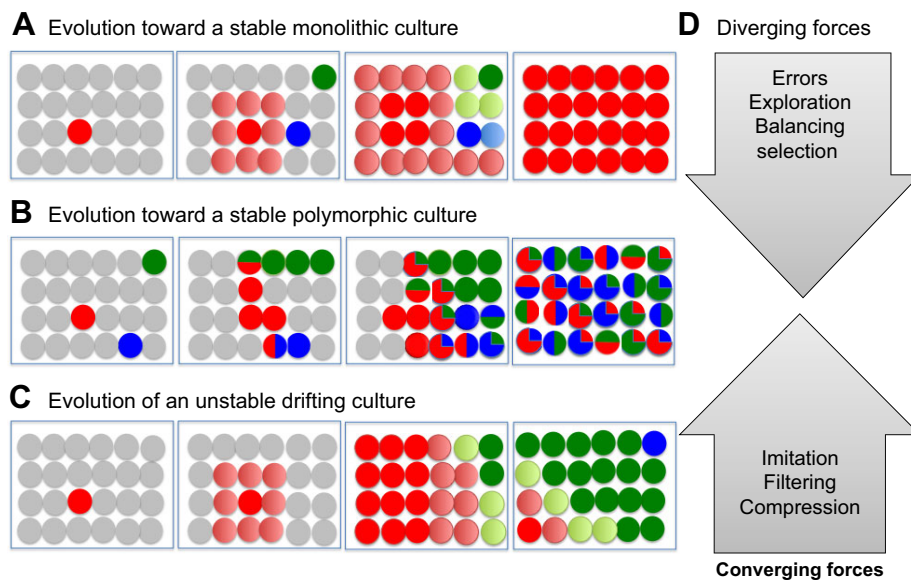 A Evolution toward a stable monolithic culture
D Diverging forces
Errors
Exploration
Balancing
selection
B Evolution toward a stable polymorphic culture
C Evolution of an unstable drifting culture
Imitation
Filtering
Compression
Converging forces